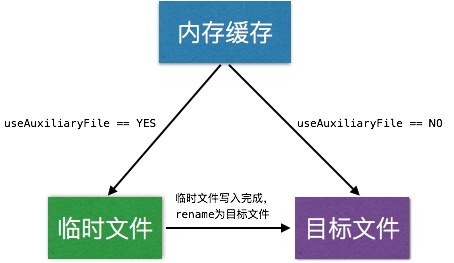 内存缓存
useAuxiliaryFile == YES
useAuxiliaryFile == NO
临时文件写入完成，
rename为目标文件
临时文件
目标文件